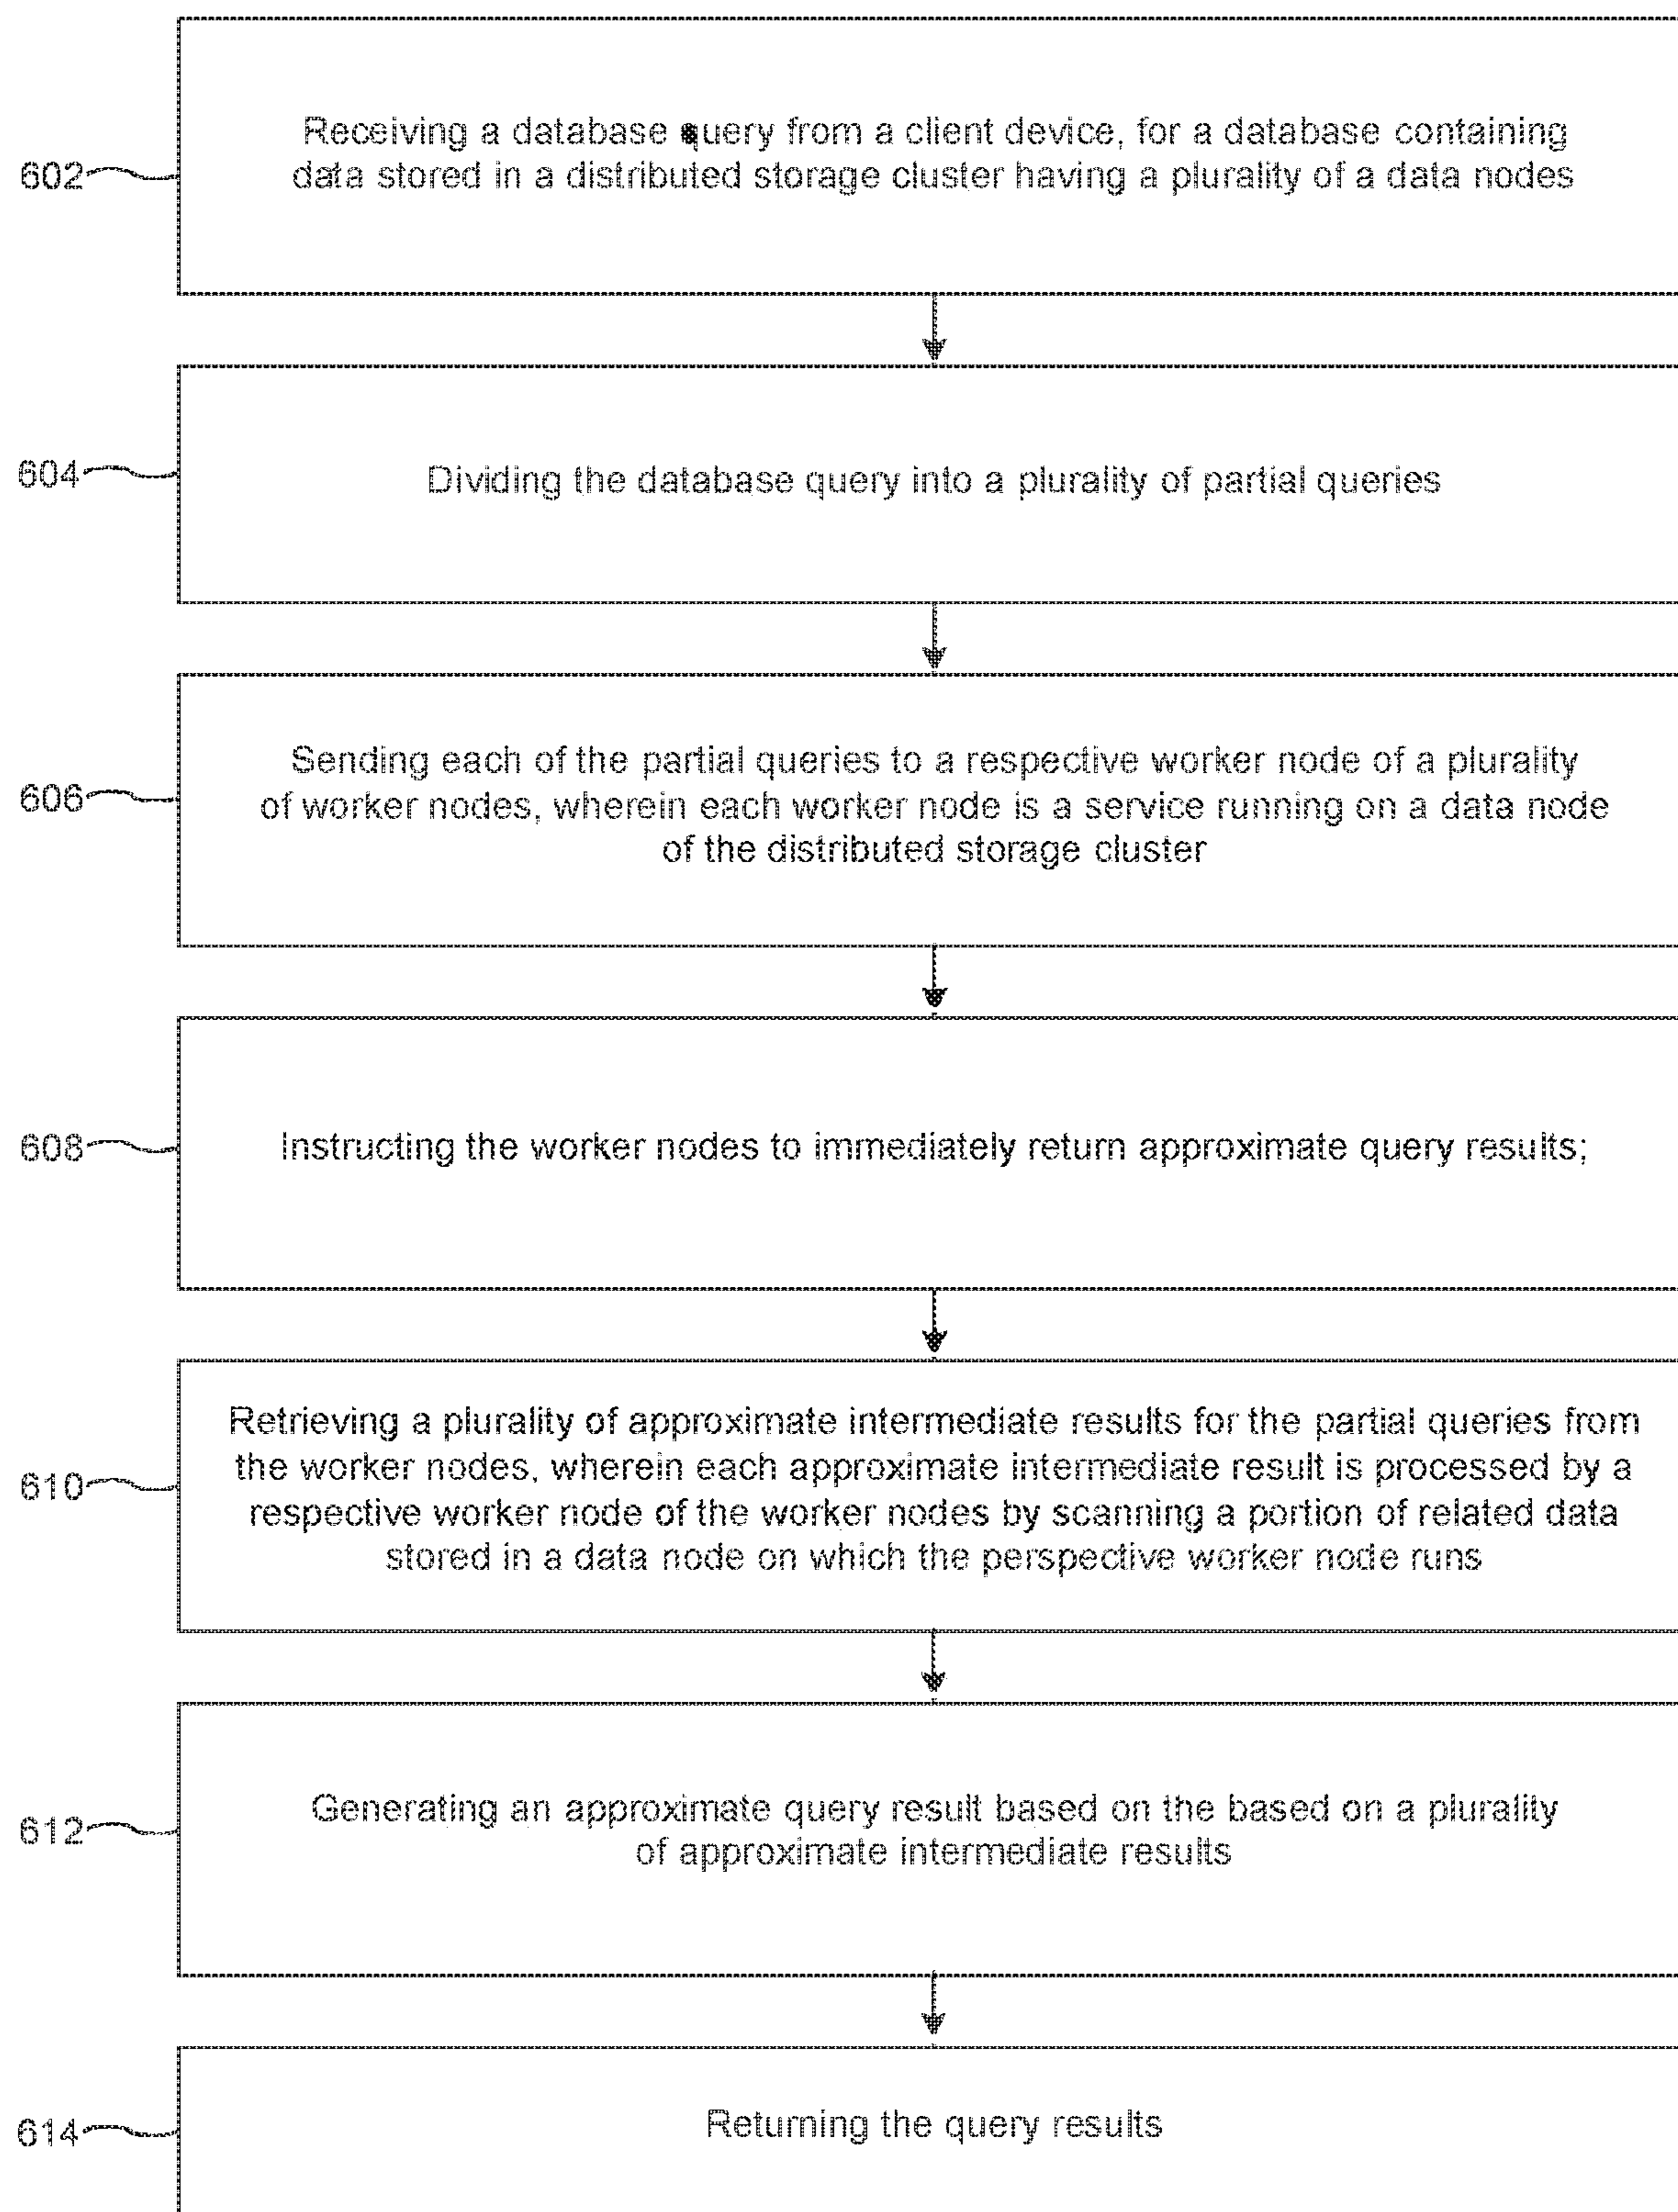 Receiving a database query from a client device, for a database containing
602
data stored in a distributed storage cluster having a plurality of a data nodes
604
Dividing the database query into a plurality of partial queries
Sending each of the partial queries to a respective worker node of a plurality
606
of worker nodes, wherein each worker node is a service running on a data node
of the distributed storage cluster
608
Instructing the worker nodes to immediately return approximate query results;
Retrieving a plurality of approximate intermediate results for the partial queries from
the worker nodes, wherein each approximate intermediate result is processed by a
610
respective worker node of the worker nodes by scanning a portion of related data
stored in a data node on which the perspective worker node runs
Generating an approximate query result based on the based on a plurality
612
of approximate intermediate results
614
Returning the query results